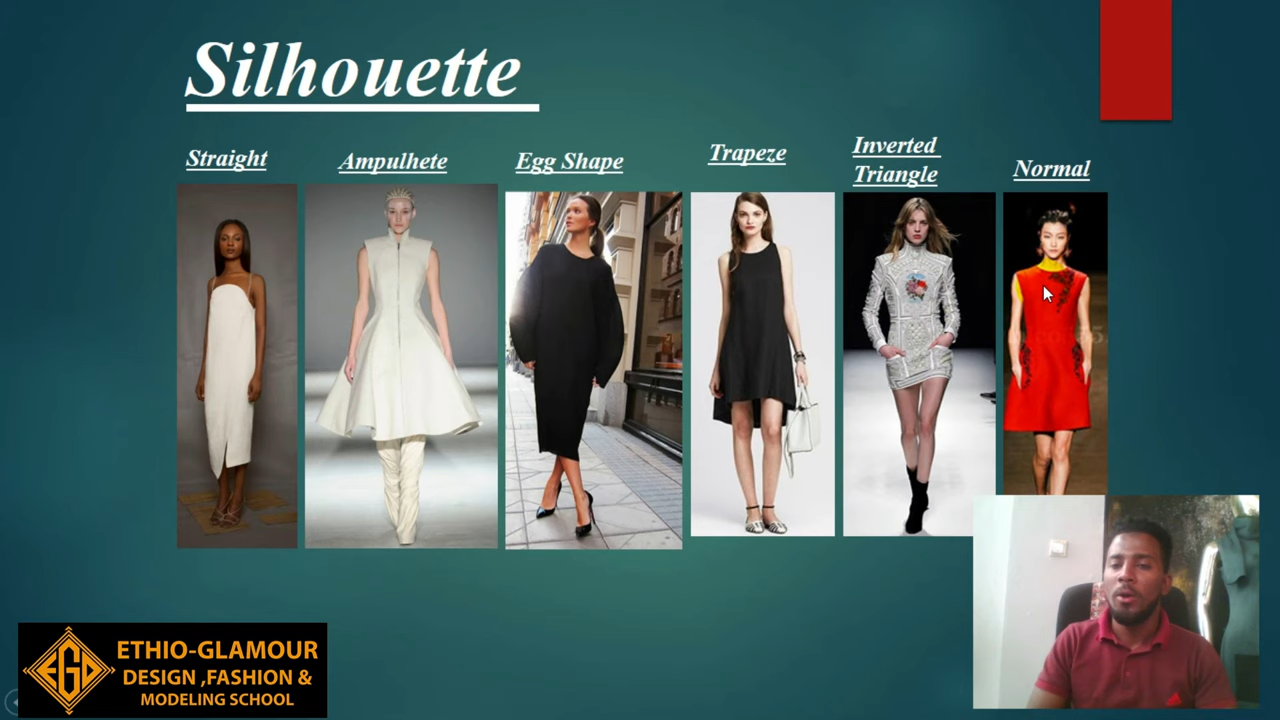 Silhouette
Straight
Ampulhete
Egg Shape
Trapeze
Inverted
Triangle
Normal
EGD
ETHIO-GLAMOUR
DESIGN ,FASHION &
MODELING SCHOOL